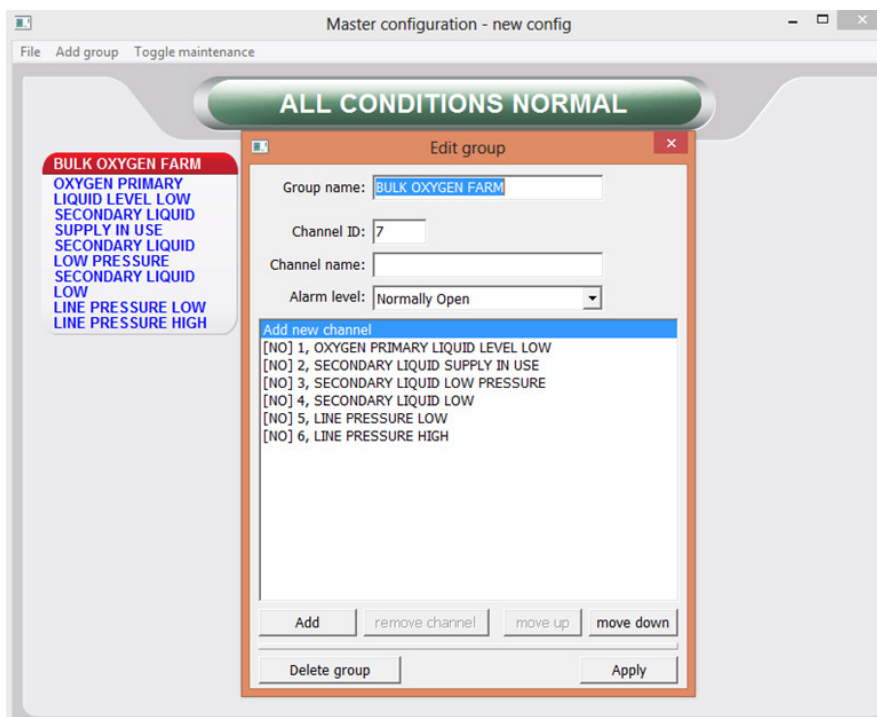 Master configuration - new config
File Add group Toggle maintenance
ALL CONDITIONS NORMAL
BULK OXYGEN FARM
OXYGEN PRIMARY
LIQUID LEVEL LOW
SECONDARY LIQUID
SUPPLY IN USE
SECONDARY LIQUID
LOW PRESSURE
SECONDARY LIQUID
LOW
LINE PRESSURE LOW
LINE PRESSURE HIGH
Edit group
Group name: BULK OXYGEN FARM
Channel ID: 7
Channel name:
Alarm level: Normally Open
Add new channel
[NO] 1, OXYGEN PRIMARY LIQUID LEVEL LOW
[NO] 2, SECONDARY LIQUID SUPPLY IN USE
[NO] 3, SECONDARY LIQUID LOW PRESSURE
[NO] 4, SECONDARY LIQUID LOW
[NO] 5, LINE PRESSURE LOW
[NO] 6, LINE PRESSURE HIGH
Add remove channel move up move down
Delete group Apply